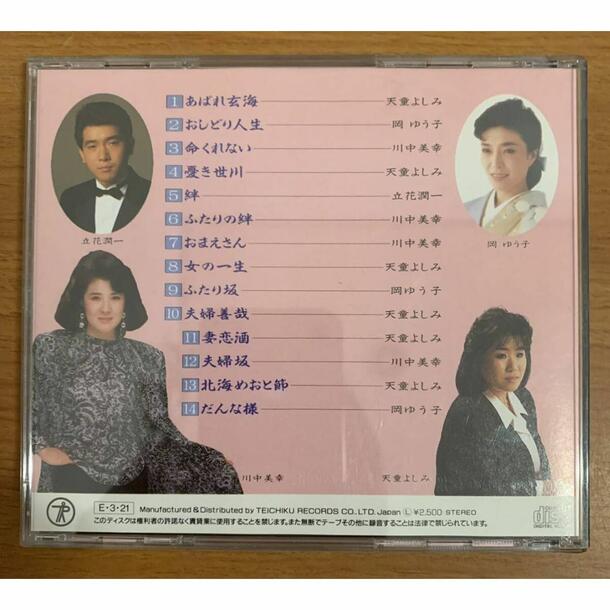 1 あばれ玄海 天童よしみ
2 おしどり人生 岡 ゆう子
3 命くれない 川中美幸
4 憂き世川 天童よしみ
5 絆 立花潤一
6 ふたりの絆 川中美幸
7 おまえさん 川中美幸
8 女の一生 天童よしみ
9 ふたり坂 岡ゆう子
10 夫婦善哉 天童よしみ
11 妻恋酒 天童よしみ
12 夫婦坂 川中美幸
13 北海めおと節 天童よしみ
14 だんな様 岡ゆう子
立花潤一
岡 ゆう子
川中美幸
天童よしみ
E・3・21 Manufactured & Distributed by TEICHIKU RECORDS CO.,LTD. Japan Ⓛ ¥2,500 STEREO
このディスクは権利者の許諾なく賃貸業に使用することを禁じます。また無断でテープその他に録音することは法律で禁じられています。